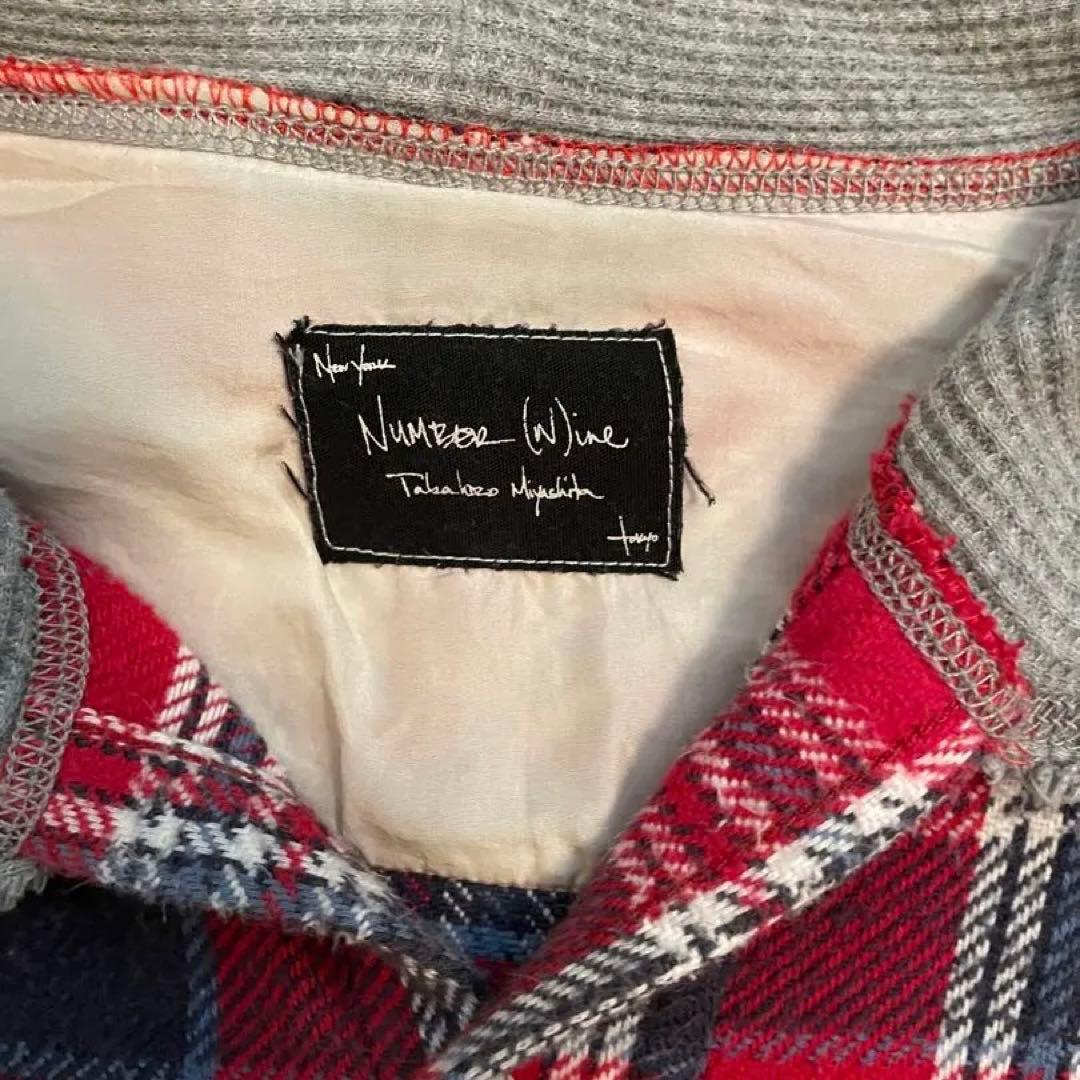 New York
NUMBER (N)ine
Takahiro Miyashita
tokyo